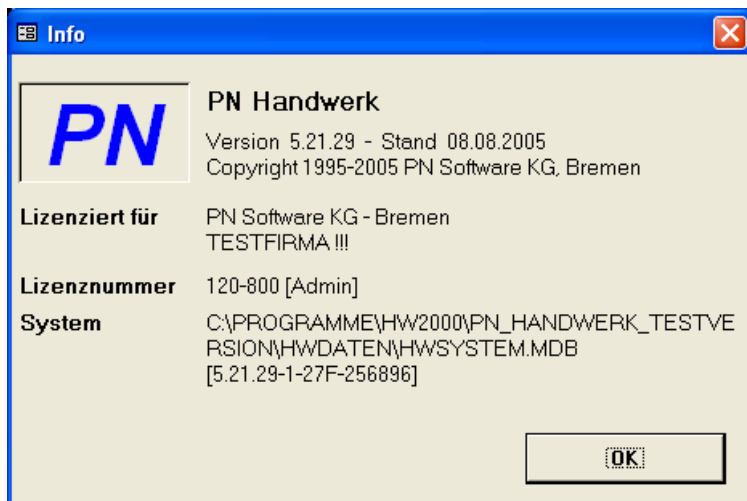 Info
PN
PN Handwerk
Version 5.21.29 - Stand 08.08.2005
Copyright 1995-2005 PN Software KG, Bremen
Lizenziert für
PN Software KG - Bremen
TESTFIRMA !!!
Lizenznummer
120-800 [Admin]
System
C:\PROGRAMME\HW2000\PN_HANDWERK_TESTVE
RSION\HWDATEN\HWSYSTEM.MDB
[5.21.29-1-27F-256896]
OK